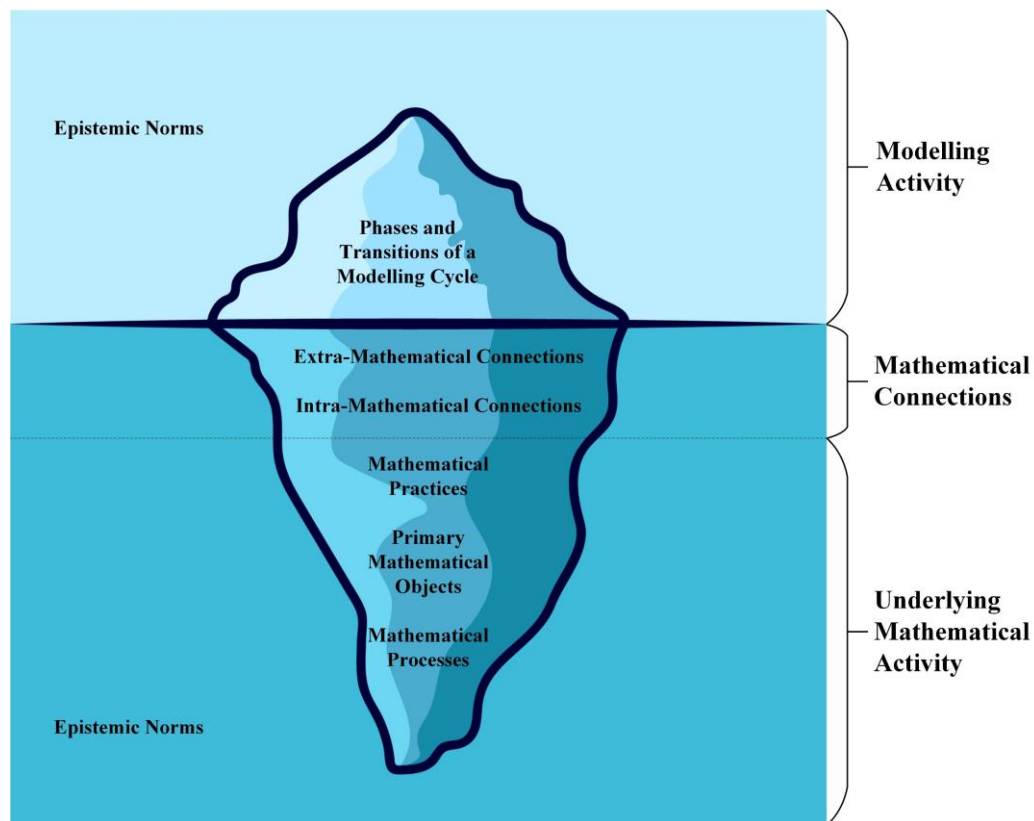 Epistemic Norms
Phases and
Transitions of a
Modelling Cycle
Modelling
Activity
Extra-Mathematical Connections
Intra-Mathematical Connections
Mathematical
Connections
Mathematical
Practices
Primary
Mathematical
Objects
Mathematical
Processes
Underlying
Mathematical
Activity
Epistemic Norms